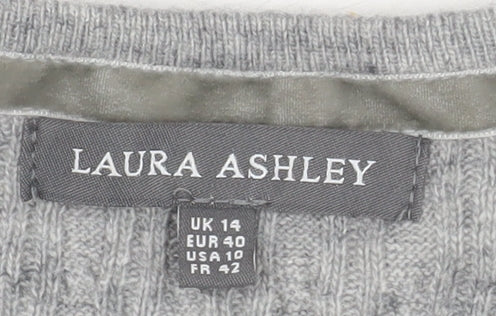 LAURA ASHLEY
UK 14
EUR 40
USA 10
FR 42